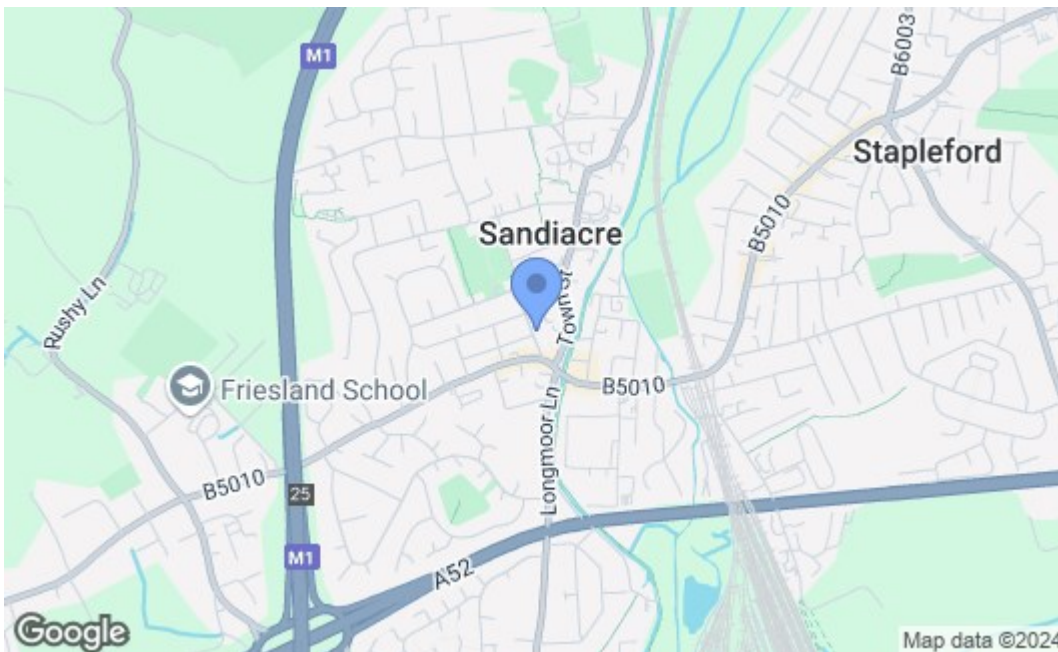 M1
B6003
Stapleford
B5010
Sandiacre
Town St
Rushy Ln
Friesland School
B5010
Longmoor Ln
B5010
25
M1
A52
Google
Map data ©2024